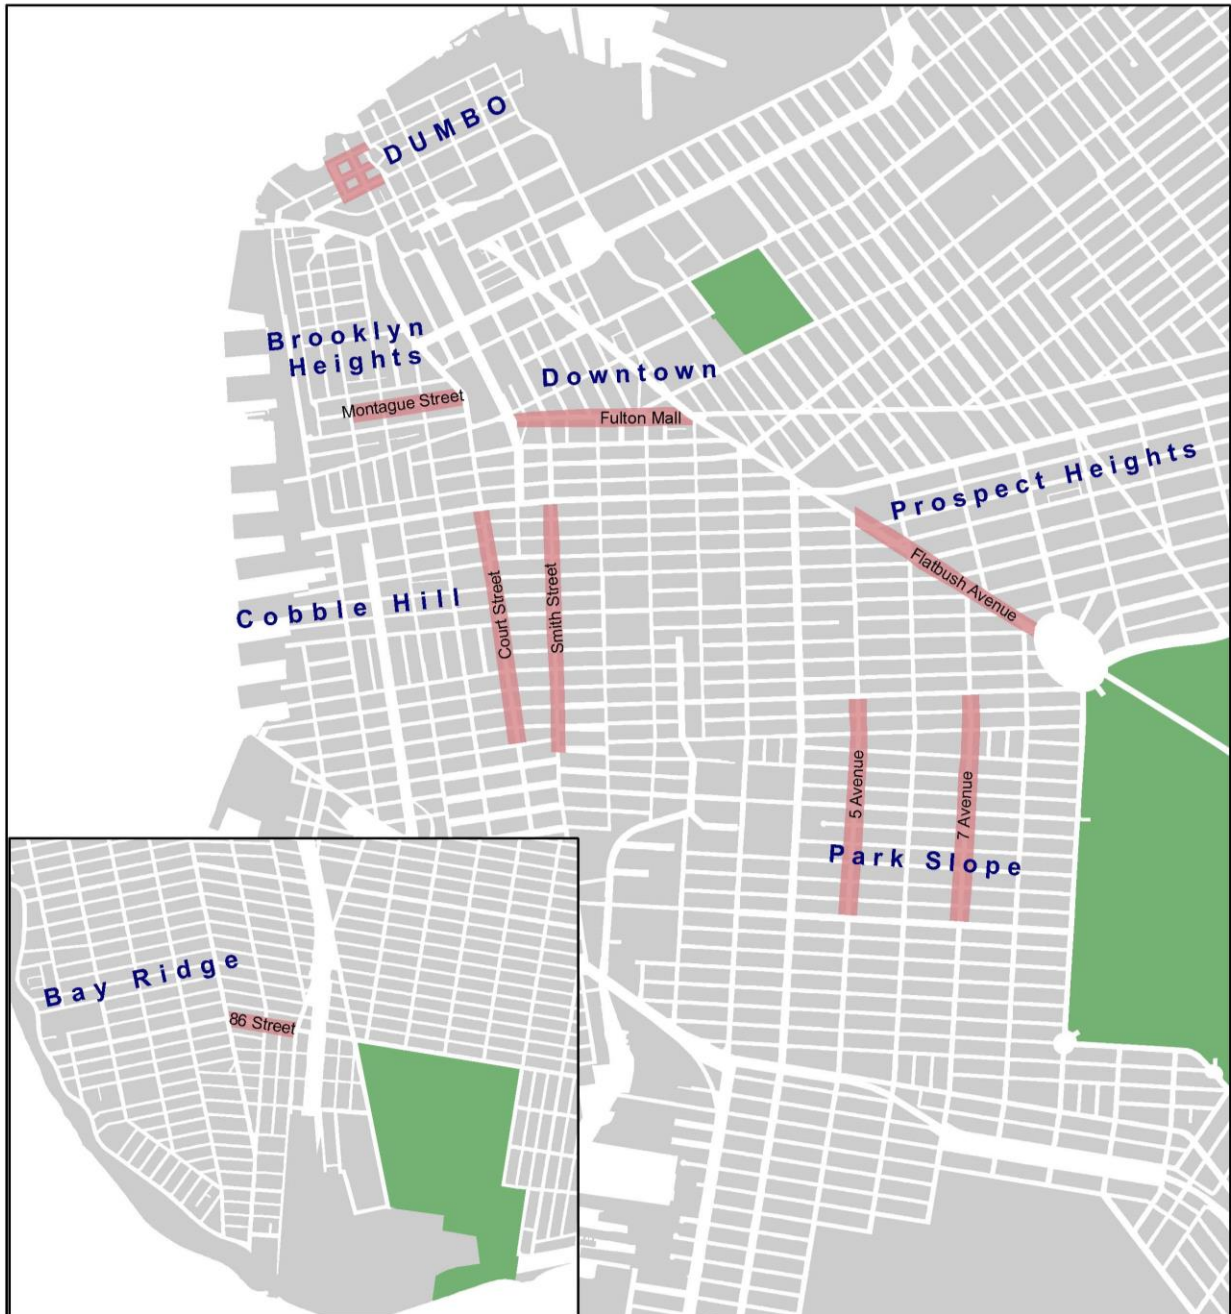 DUMBO
Brooklyn
Heights
Downtown
Montague Street
Fulton Mall
Prospect Heights
Flatbush Avenue
Cobble Hill
Court Street
Smith Street
5 Avenue
7 Avenue
Park Slope
Bay Ridge
86 Street